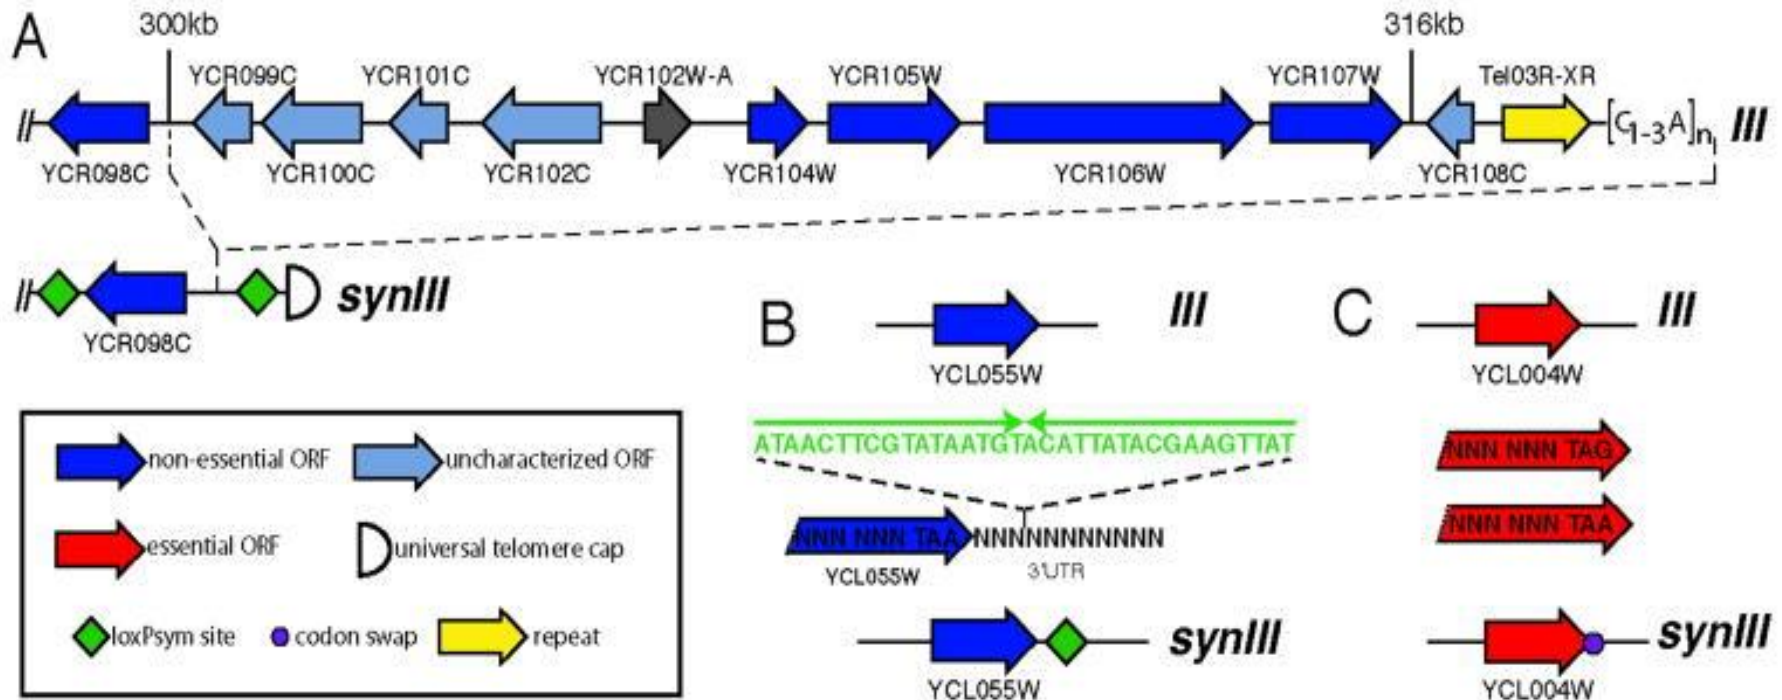 A
300kb
316kb
YCR099C
YCR101C
YCR102W-A
YCR105W
YCR107W
Tel03R-XR
// [C1-3A]n III
YCR098C
YCR100C
YCR102C
YCR104W
YCR106W
YCR108C
// synIII
YCR098C
B
III
YCL055W
ATAACTTCGTATAATGTACATTATACGAAGTTAT
NNN NNN TAA NNNNNNNNNNN
YCL055W
3'UTR
synIII
YCL055W
C
III
YCL004W
NNN NNN TAG
NNN NNN TAA
synIII
YCL004W
non-essential ORF
uncharacterized ORF
essential ORF
universal telomere cap
loxPsym site
codon swap
repeat